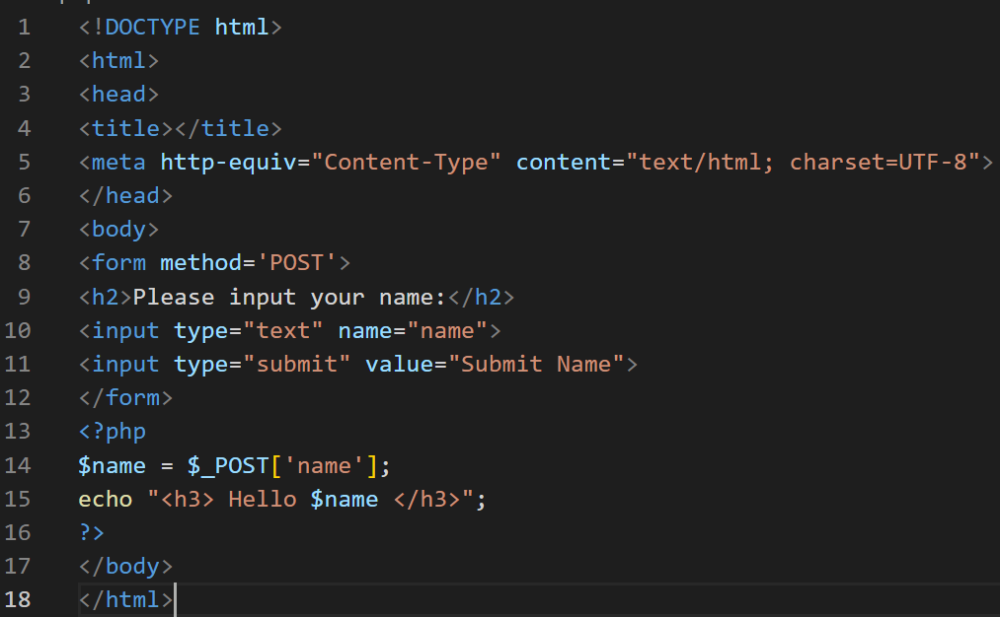 1 <!DOCTYPE html>
2 <html>
3 <head>
4 <title></title>
5 <meta http-equiv="Content-Type" content="text/html; charset=UTF-8">
6 </head>
7 <body>
8 <form method='POST'>
9 <h2>Please input your name:</h2>
10 <input type="text" name="name">
11 <input type="submit" value="Submit Name">
12 </form>
13 <?php
14 $name = $_POST['name'];
15 echo "<h3> Hello $name </h3>";
16 ?>
17 </body>
18 </html>